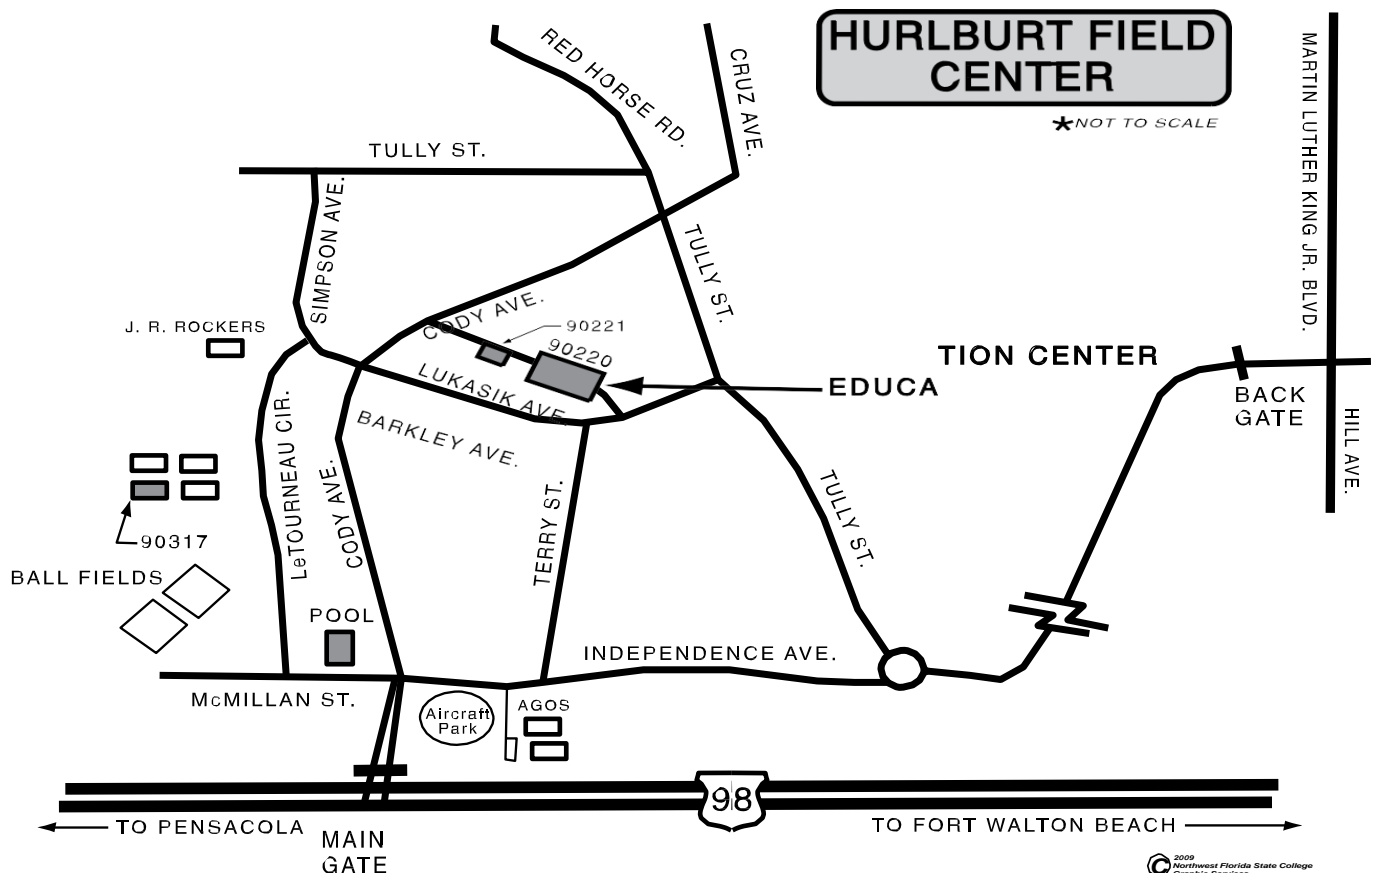 HURLBURT FIELD
CENTER
*NOT TO SCALE
RED HORSE RD.
CRUZ AVE.
MARTIN LUTHER KING JR. BLVD.
TULLY ST.
SIMPSON AVE.
TULLY ST.
CODY AVE.
90221
J. R. ROCKERS
90220
TION CENTER
EDUCA
LUKASIK AVE
BACK
GATE
HILL AVE.
BARKLEY AVE.
LeTOURNEAU CIR.
CODY AVE.
TERRY ST.
TULLY ST.
90317
BALL FIELDS
POOL
INDEPENDENCE AVE.
McMILLAN ST.
Aircraft
Park
AGOS
98
TO PENSACOLA
TO FORT WALTON BEACH
MAIN
GATE
© 2009
Northwest Florida State College